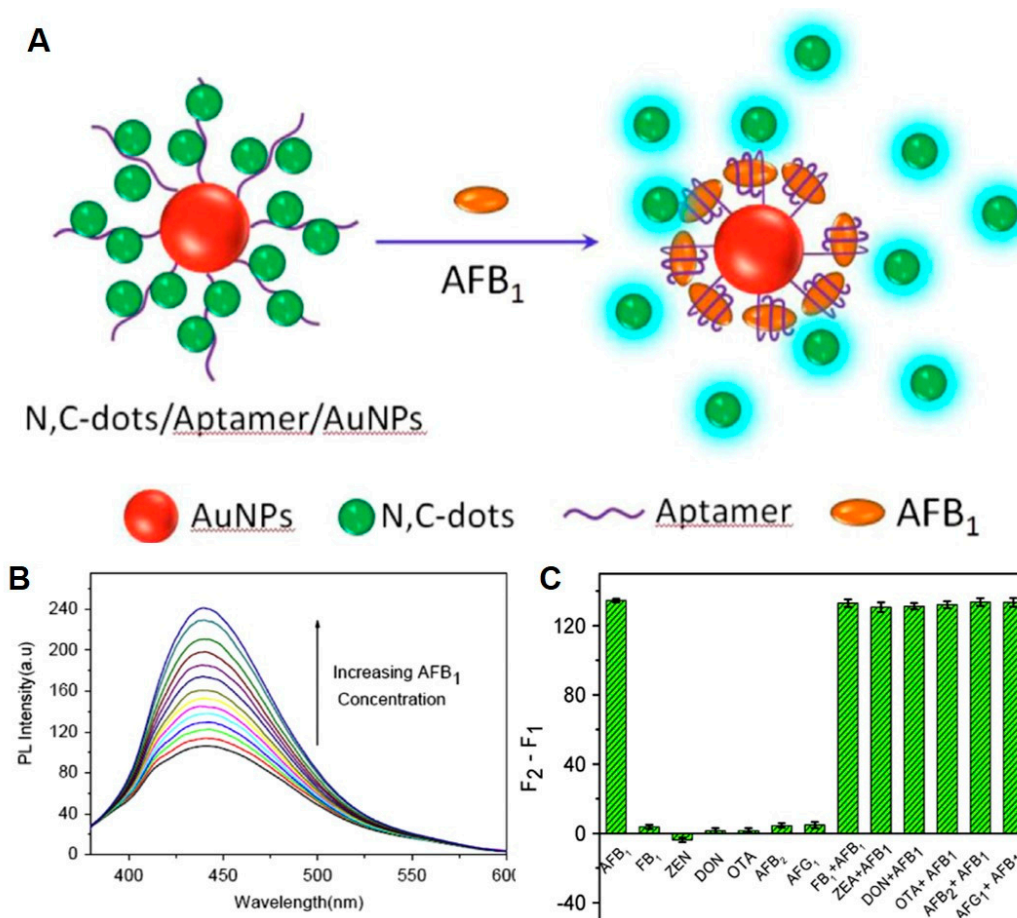 A
AFB₁
N,C-dots/Aptamer/AuNPs
AuNPs
N,C-dots
Aptamer
AFB₁
B
PL Intensity(a.u)
240
200
160
120
80
40
0
Increasing AFB₁
Concentration
400
450
500
550
600
Wavelength(nm)
C
F₂ - F₁
120
80
40
0
-40
AFB₁
FB₁
ZEN
DON
OTA
AFB₂
AFG₁
FB₁ +AFB₁
ZEA+AFB1
DON+AFB1
OTA+ AFB1
AFB₂+ AFB1